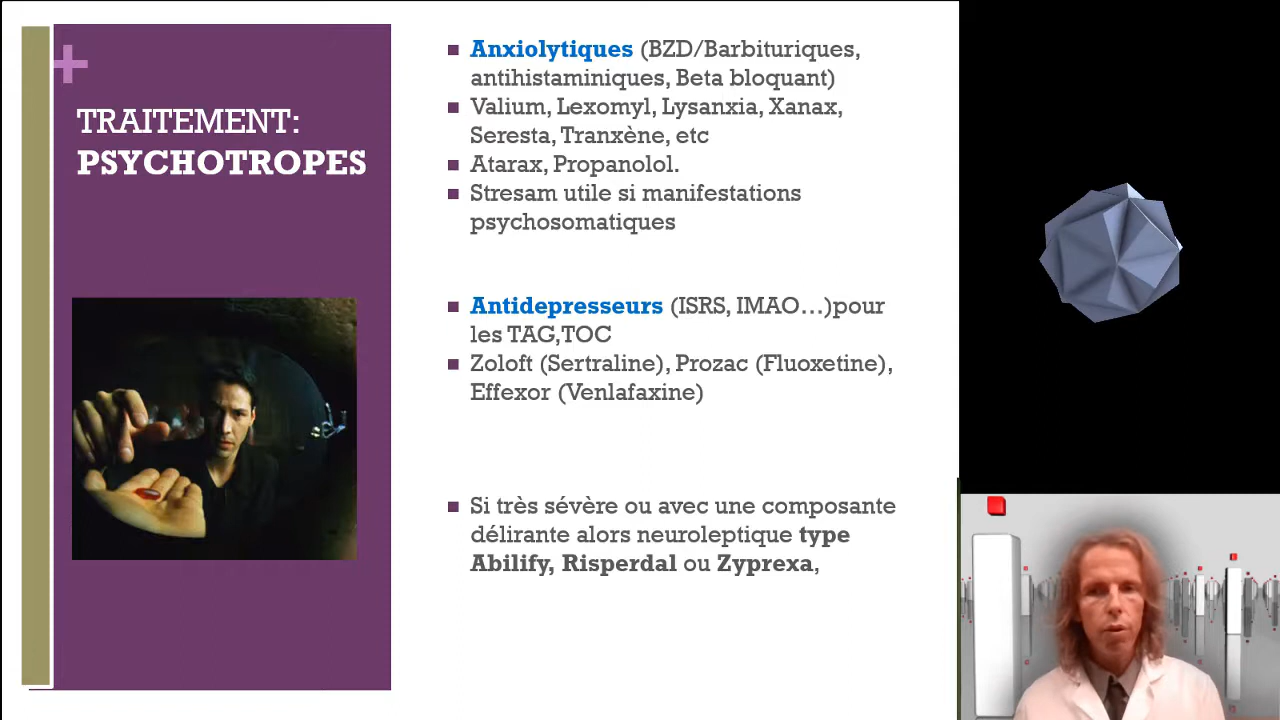 TRAITEMENT:
PSYCHOTROPES
Anxiolytiques (BZD/Barbituriques,
antihistaminiques, Beta bloquant)
Valium, Lexomyl, Lysanxia, Xanax,
Seresta, Tranxène, etc
Atarax, Propanolol.
Stresam utile si manifestations
psychosomatiques
Antidepresseurs (ISRS, IMAO…)pour
les TAG,TOC
Zoloft (Sertraline), Prozac (Fluoxetine),
Effexor (Venlafaxine)
Si très sévère ou avec une composante
délirante alors neuroleptique type
Abilify, Risperdal ou Zyprexa,